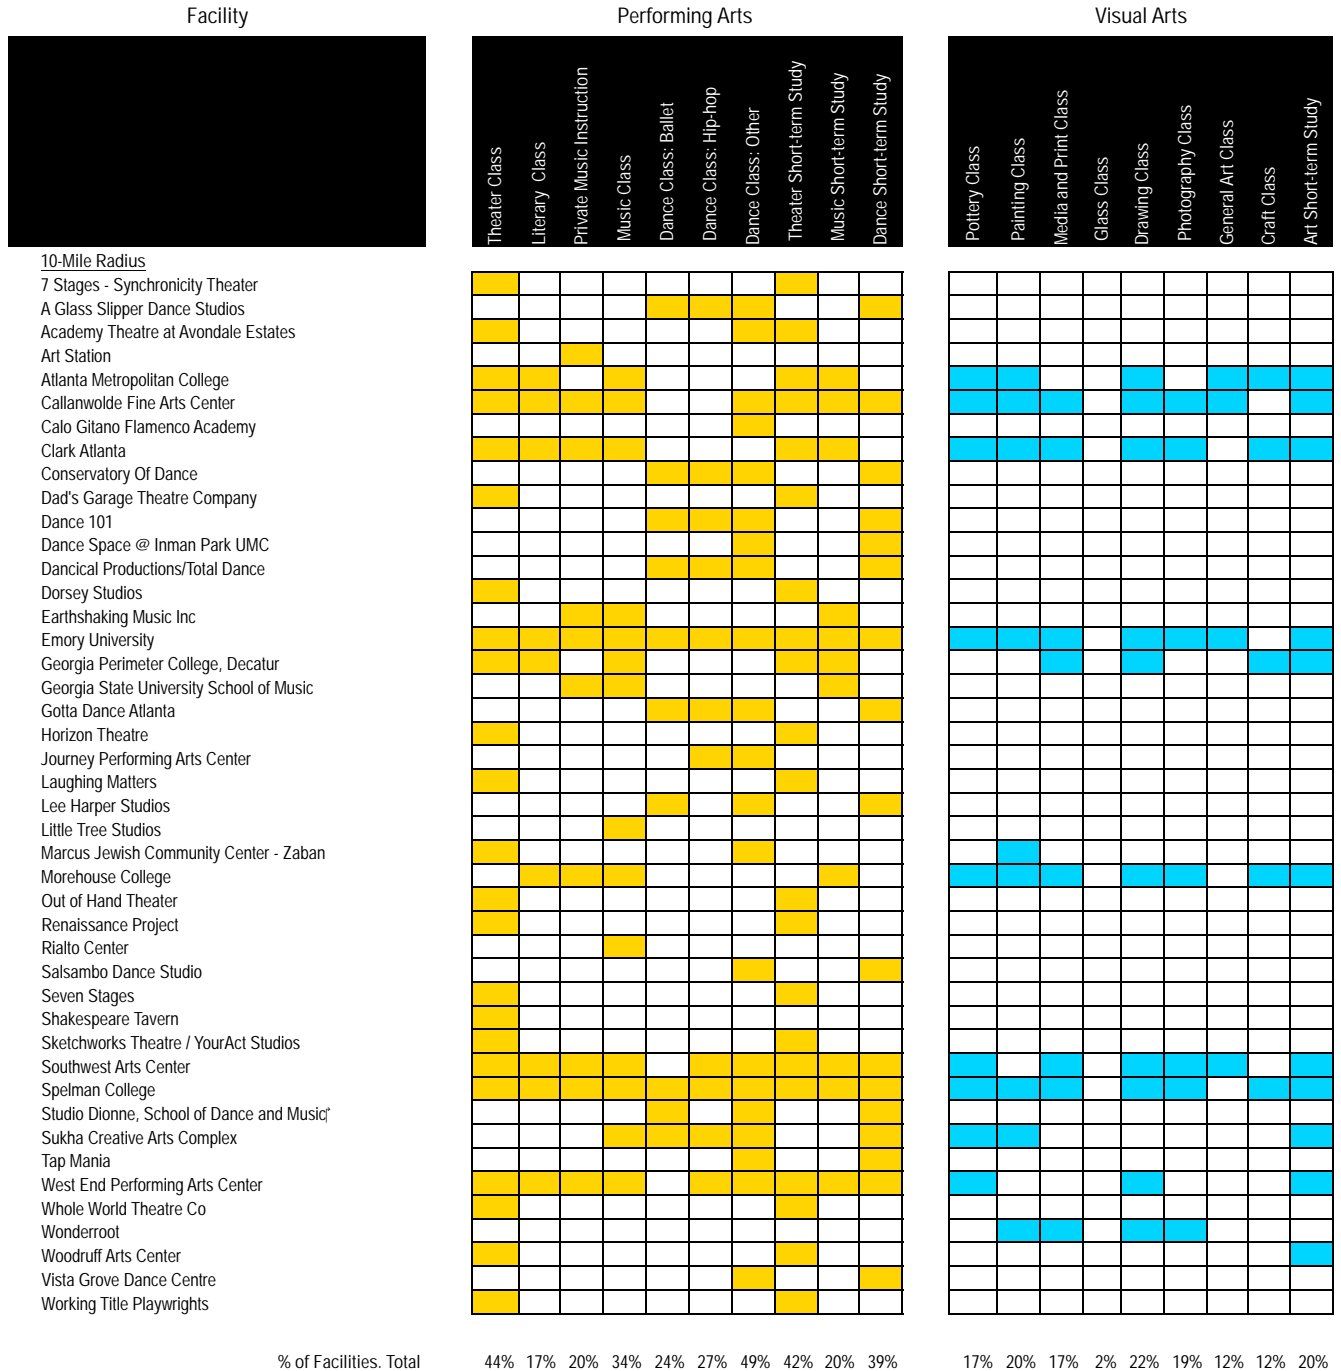 Facility
Performing Arts
Visual Arts
Theater Class
Literary Class
Private Music Instruction
Music Class
Dance Class: Ballet
Dance Class: Hip-hop
Dance Class: Other
Theater Short-term Study
Music Short-term Study
Dance Short-term Study
Pottery Class
Painting Class
Media and Print Class
Glass Class
Drawing Class
Photography Class
General Art Class
Craft Class
Art Short-term Study
10-Mile Radius
7 Stages - Synchronicity Theater
A Glass Slipper Dance Studios
Academy Theatre at Avondale Estates
Art Station
Atlanta Metropolitan College
Callanwolde Fine Arts Center
Calo Gitano Flamenco Academy
Clark Atlanta
Conservatory Of Dance
Dad's Garage Theatre Company
Dance 101
Dance Space @ Inman Park UMC
Dancical Productions/Total Dance
Dorsey Studios
Earthshaking Music Inc
Emory University
Georgia Perimeter College, Decatur
Georgia State University School of Music
Gotta Dance Atlanta
Horizon Theatre
Journey Performing Arts Center
Laughing Matters
Lee Harper Studios
Little Tree Studios
Marcus Jewish Community Center - Zaban
Morehouse College
Out of Hand Theater
Renaissance Project
Rialto Center
Salsambo Dance Studio
Seven Stages
Shakespeare Tavern
Sketchworks Theatre / YourAct Studios
Southwest Arts Center
Spelman College
Studio Dionne, School of Dance and Music
Sukha Creative Arts Complex
Tap Mania
West End Performing Arts Center
Whole World Theatre Co
Wonderroot
Woodruff Arts Center
Vista Grove Dance Centre
Working Title Playwrights
% of Facilities. Total 44% 17% 20% 34% 24% 27% 49% 42% 20% 39% 17% 20% 17% 2% 22% 19% 12% 12% 20%